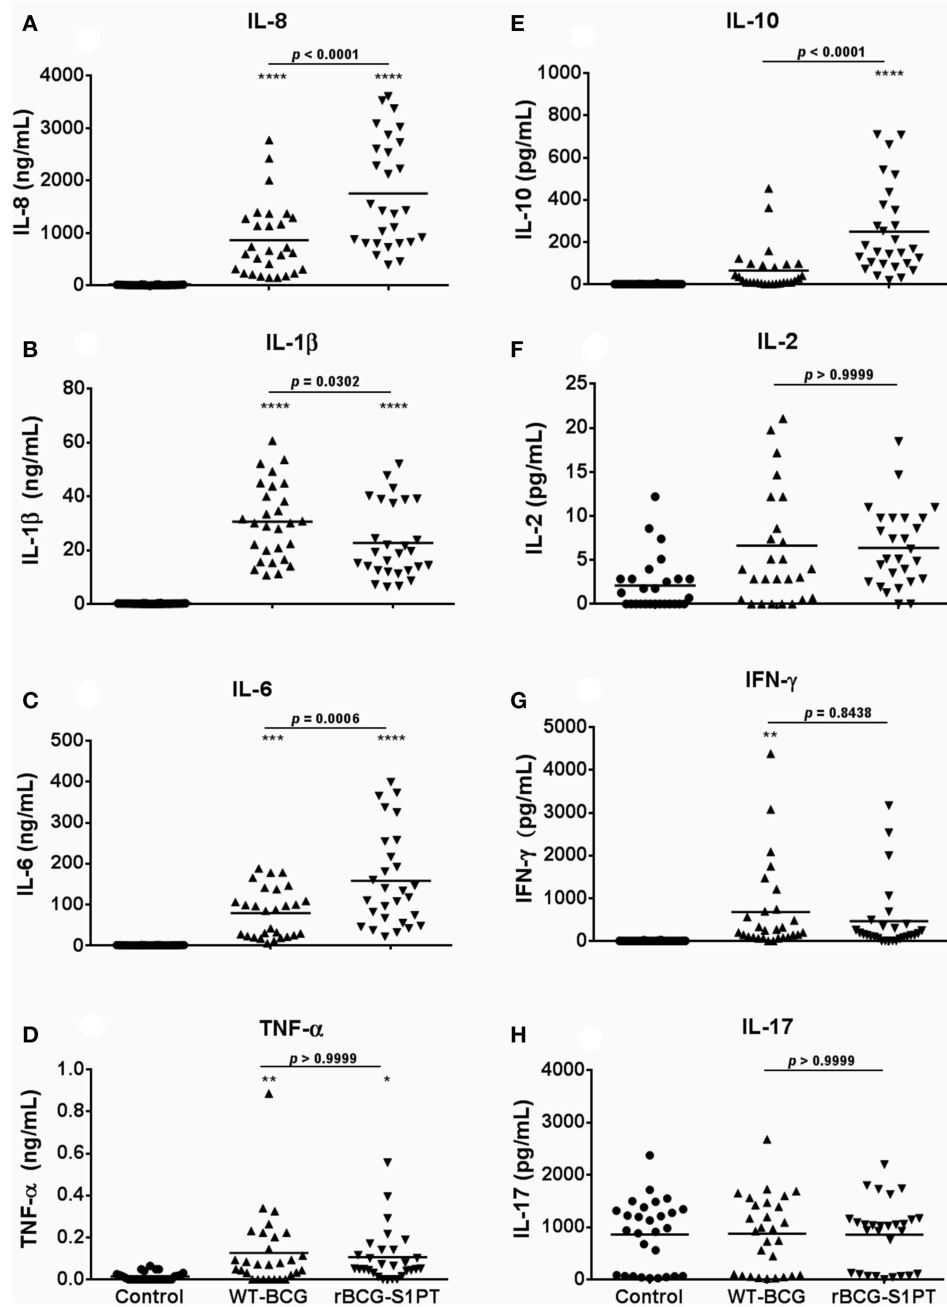 A
IL-8
p < 0.0001
****
****
4000
3000
2000
1000
0
IL-8 (ng/mL)
B
IL-1β
p = 0.0302
****
****
80
60
40
20
0
IL-1β (ng/mL)
C
IL-6
p = 0.0006
***
****
500
400
300
200
100
0
IL-6 (ng/mL)
D
TNF-α
p > 0.9999
**
*
1.0
0.8
0.6
0.4
0.2
0.0
TNF-α (ng/mL)
Control
WT-BCG
rBCG-S1PT
E
IL-10
p < 0.0001
****
1000
800
600
400
200
0
IL-10 (pg/mL)
F
IL-2
p > 0.9999
25
20
15
10
5
0
IL-2 (pg/mL)
G
IFN-γ
p = 0.8438
**
5000
4000
3000
2000
1000
0
IFN-γ (pg/mL)
H
IL-17
p > 0.9999
4000
3000
2000
1000
0
IL-17 (pg/mL)
Control
WT-BCG
rBCG-S1PT